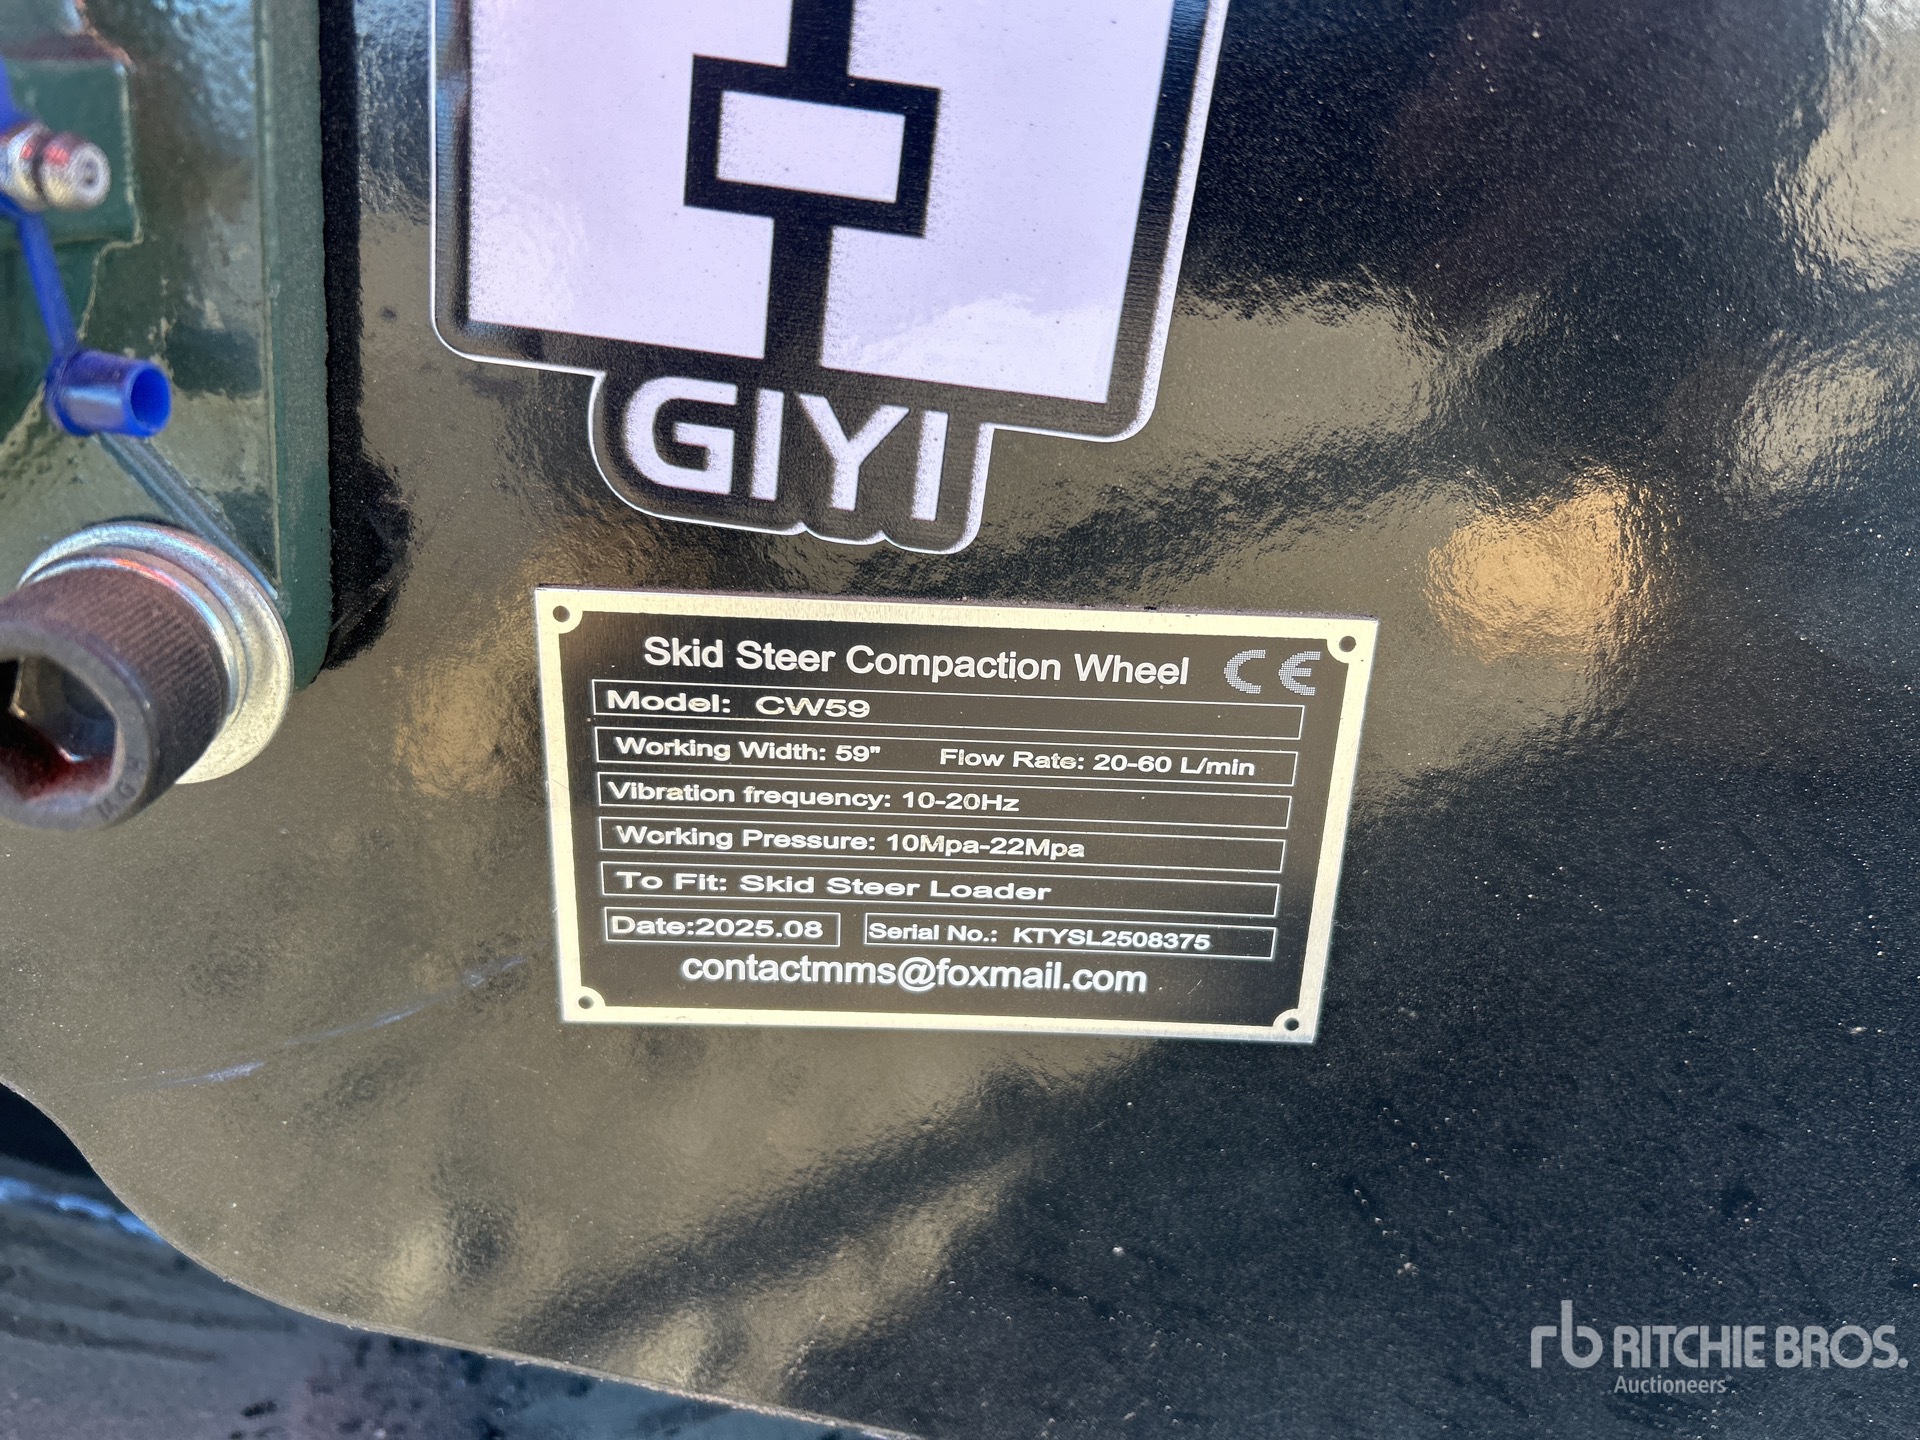 GIYI
Skid Steer Compaction Wheel CE
Model: CW59
Working Width: 59" Flow Rate: 20-60 L/min
Vibration frequency: 10-20Hz
Working Pressure: 10Mpa-22Mpa
To Fit: Skid Steer Loader
Date:2025.08 Serial No.: KTYSL2508375
contactmms@foxmail.com
rb RITCHIE BROS.
Auctioneers